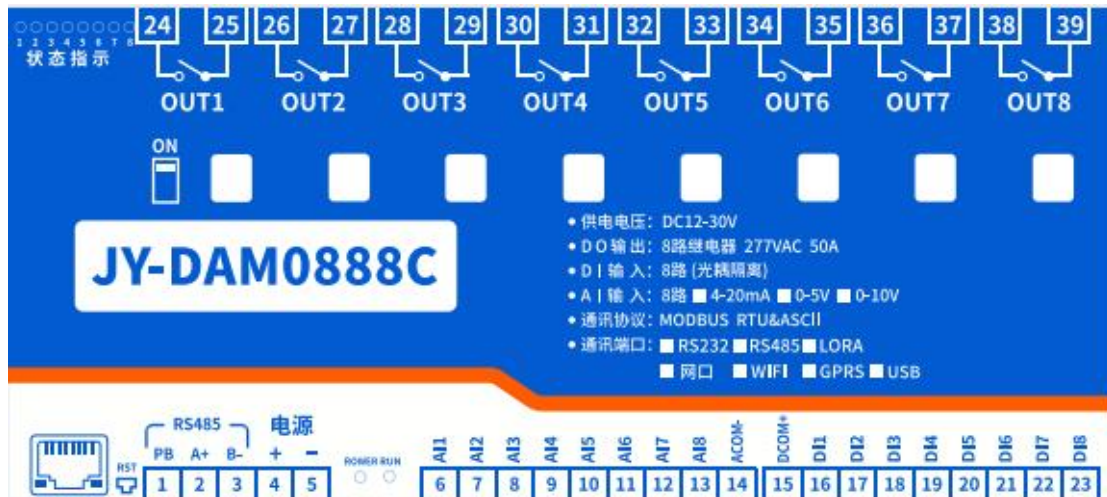 24 25 26 27 28 29 30 31 32 33 34 35 36 37 38 39
1 2 3 4 5 6 7 8
状态指示
OUT1 OUT2 OUT3 OUT4 OUT5 OUT6 OUT7 OUT8
ON
JY-DAM0888C
• 供电电压：DC12-30V
• DO输出：8路继电器 277VAC 50A
• DI输入：8路(光耦隔离)
• AI输入：8路 ■ 4-20mA ■ 0-5V ■ 0-10V
• 通讯协议：MODBUS RTU&ASCII
• 通讯端口：■ RS232 ■ RS485 ■ LORA
■ 网口 ■ WIFI ■ GPRS ■ USB
RS485 电源
PB A+ B- + -
RST
POWER RUN
AI1 AI2 AI3 AI4 AI5 AI6 AI7 AI8 ACOM- DCOM+ DI1 DI2 DI3 DI4 DI5 DI6 DI7 DI8
1 2 3 4 5 6 7 8 9 10 11 12 13 14 15 16 17 18 19 20 21 22 23